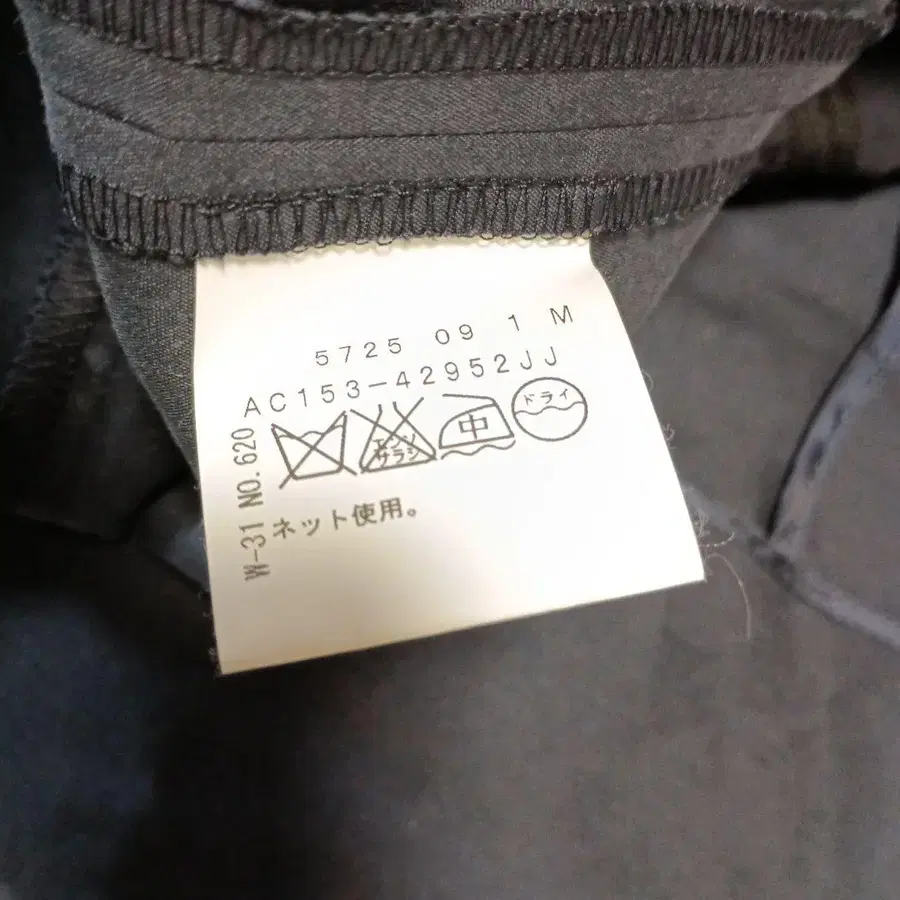 5725 09 1 M
AC153-42952JJ
エンソ
サラシ
中
ドライ
ネット使用。
W-31 NO.620